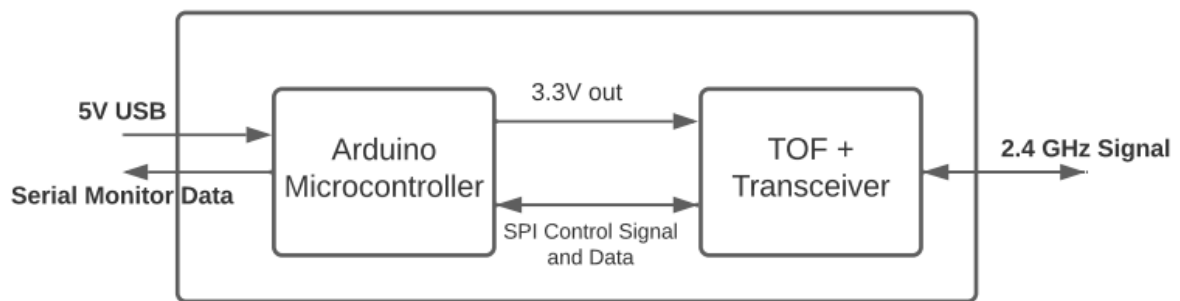 5V USB
Serial Monitor Data
Arduino
Microcontroller
3.3V out
SPI Control Signal
and Data
TOF +
Transceiver
2.4 GHz Signal